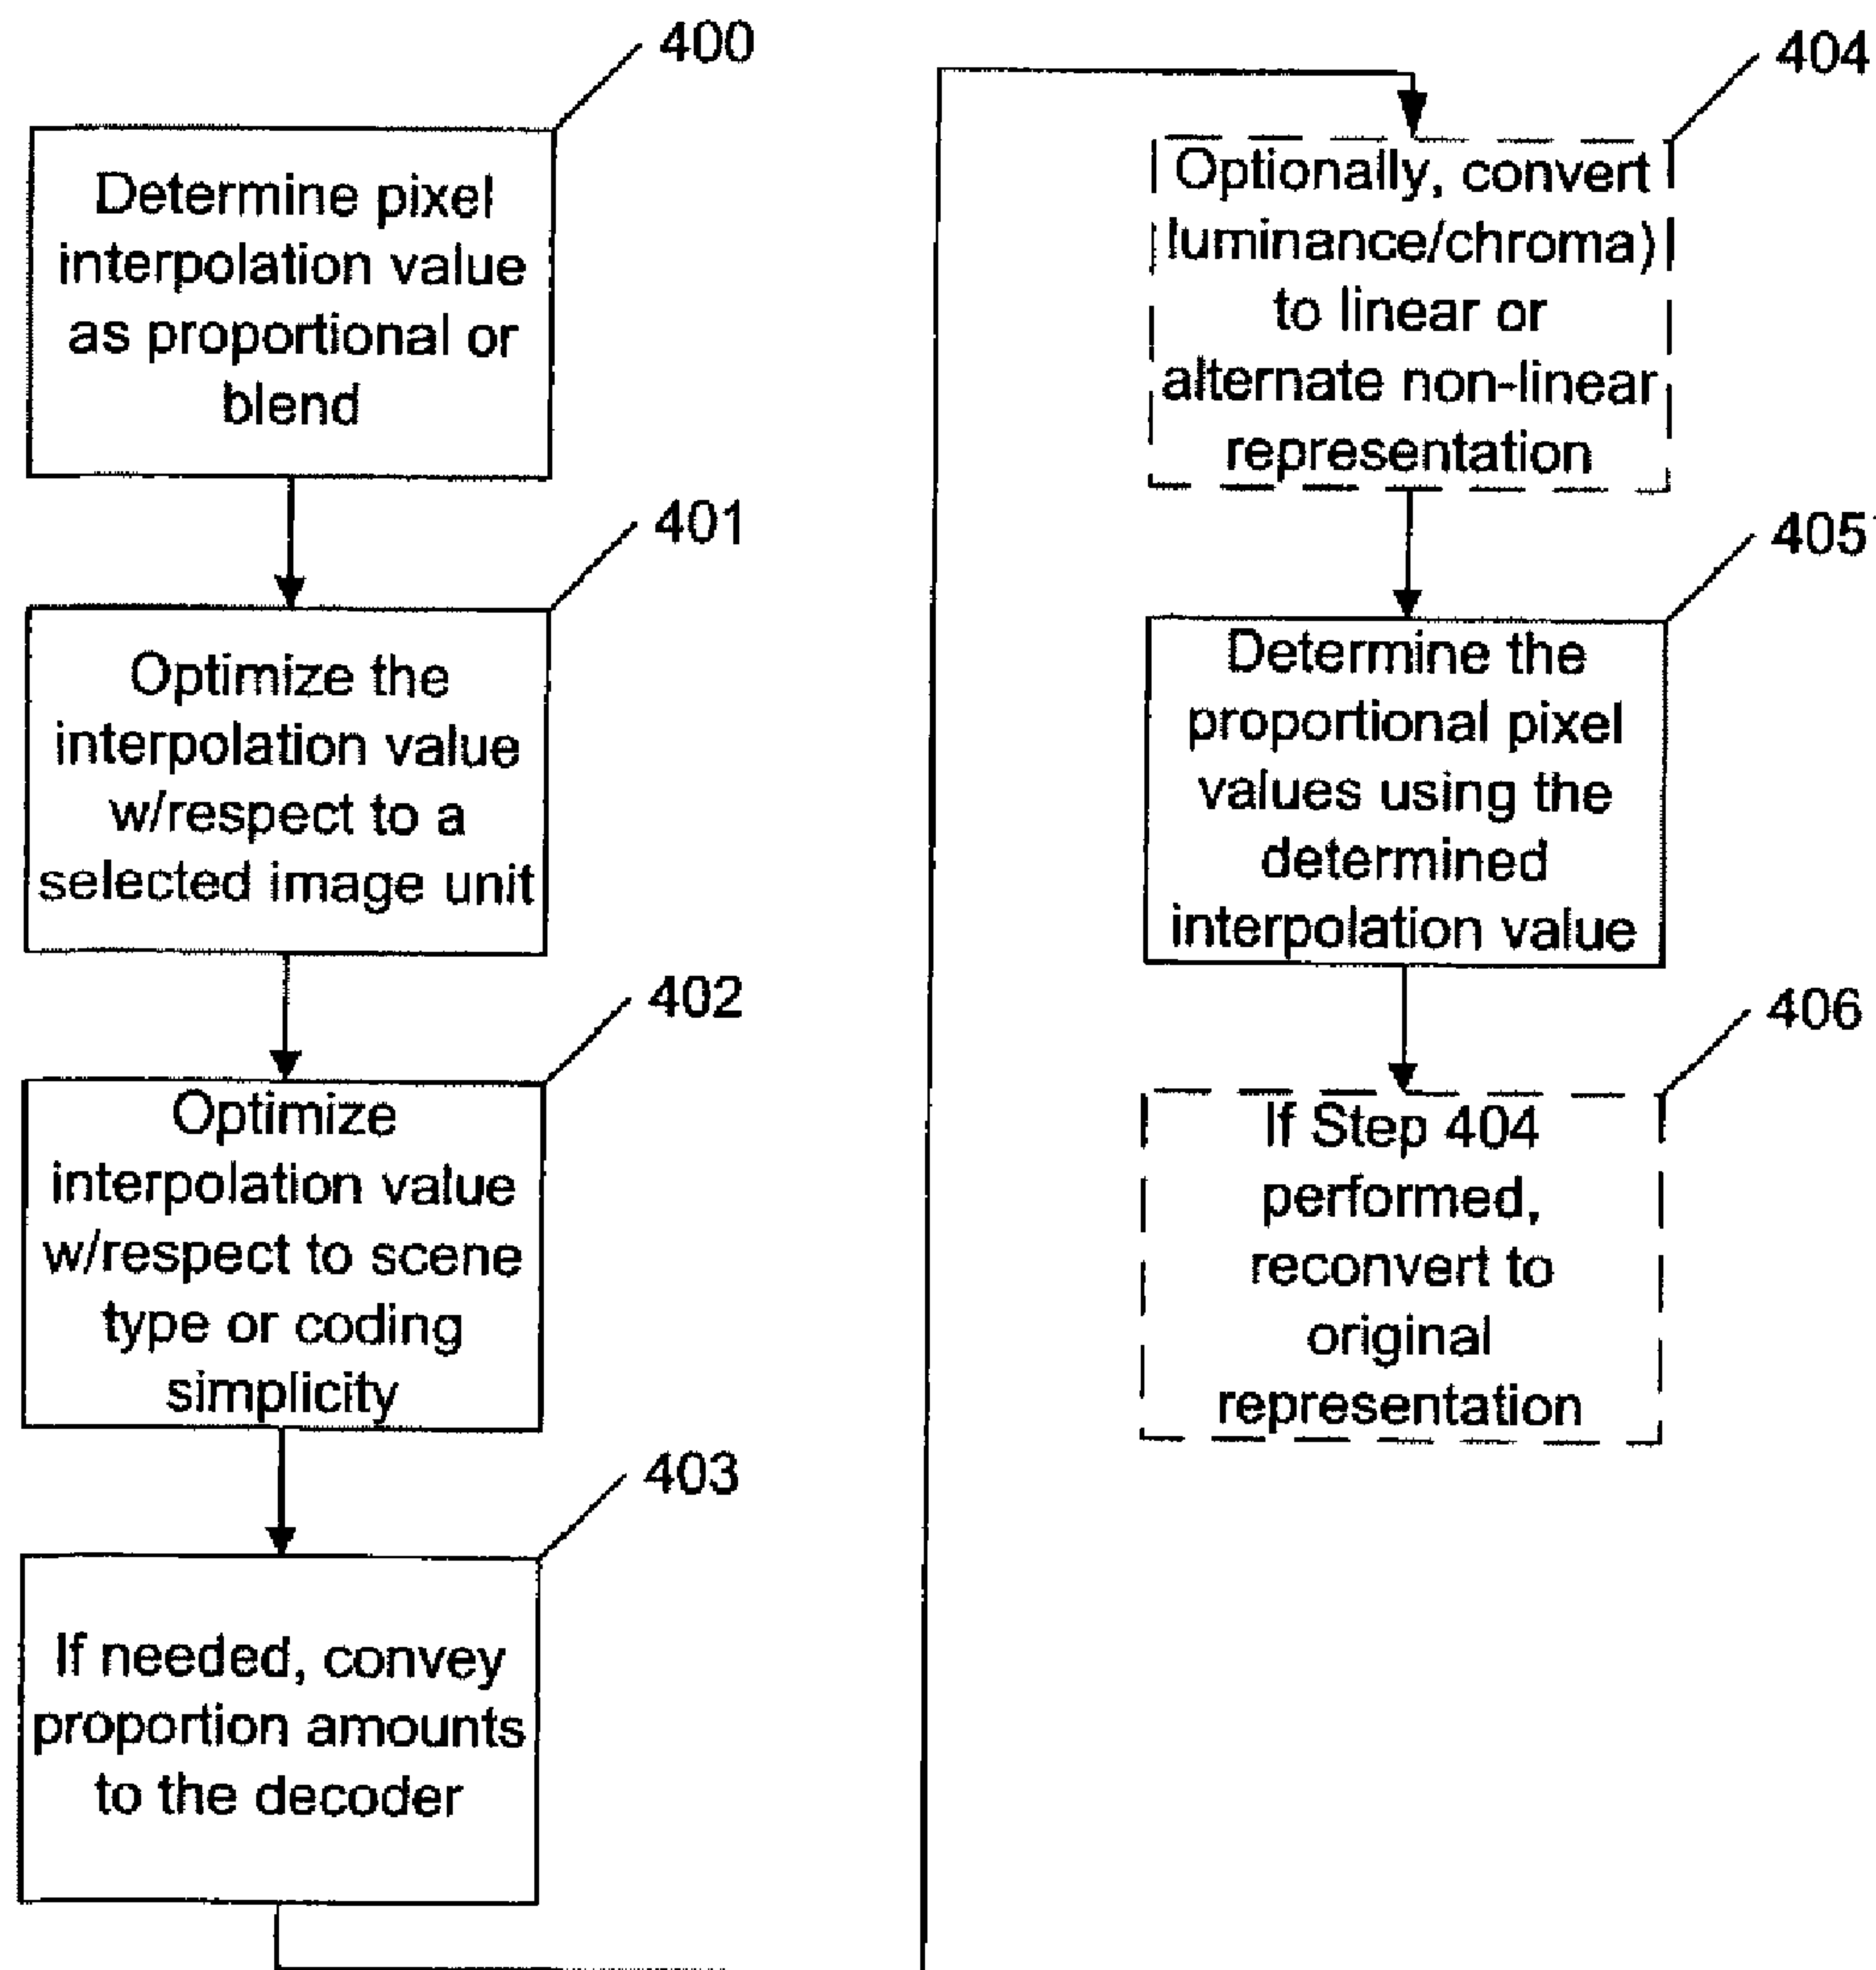 400
Determine pixel
interpolation value
as proportional or
blend
401
Optimize the
interpolation value
w/respect to a
selected image unit
402
Optimize
interpolation value
w/respect to scene
type or coding
simplicity
403
If needed, convey
proportion amounts
to the decoder
404
Optionally, convert
luminance/chroma)
to linear or
alternate non-linear
representation
405
Determine the
proportional pixel
values using the
determined
interpolation value
406
If Step 404
performed,
reconvert to
original
representation